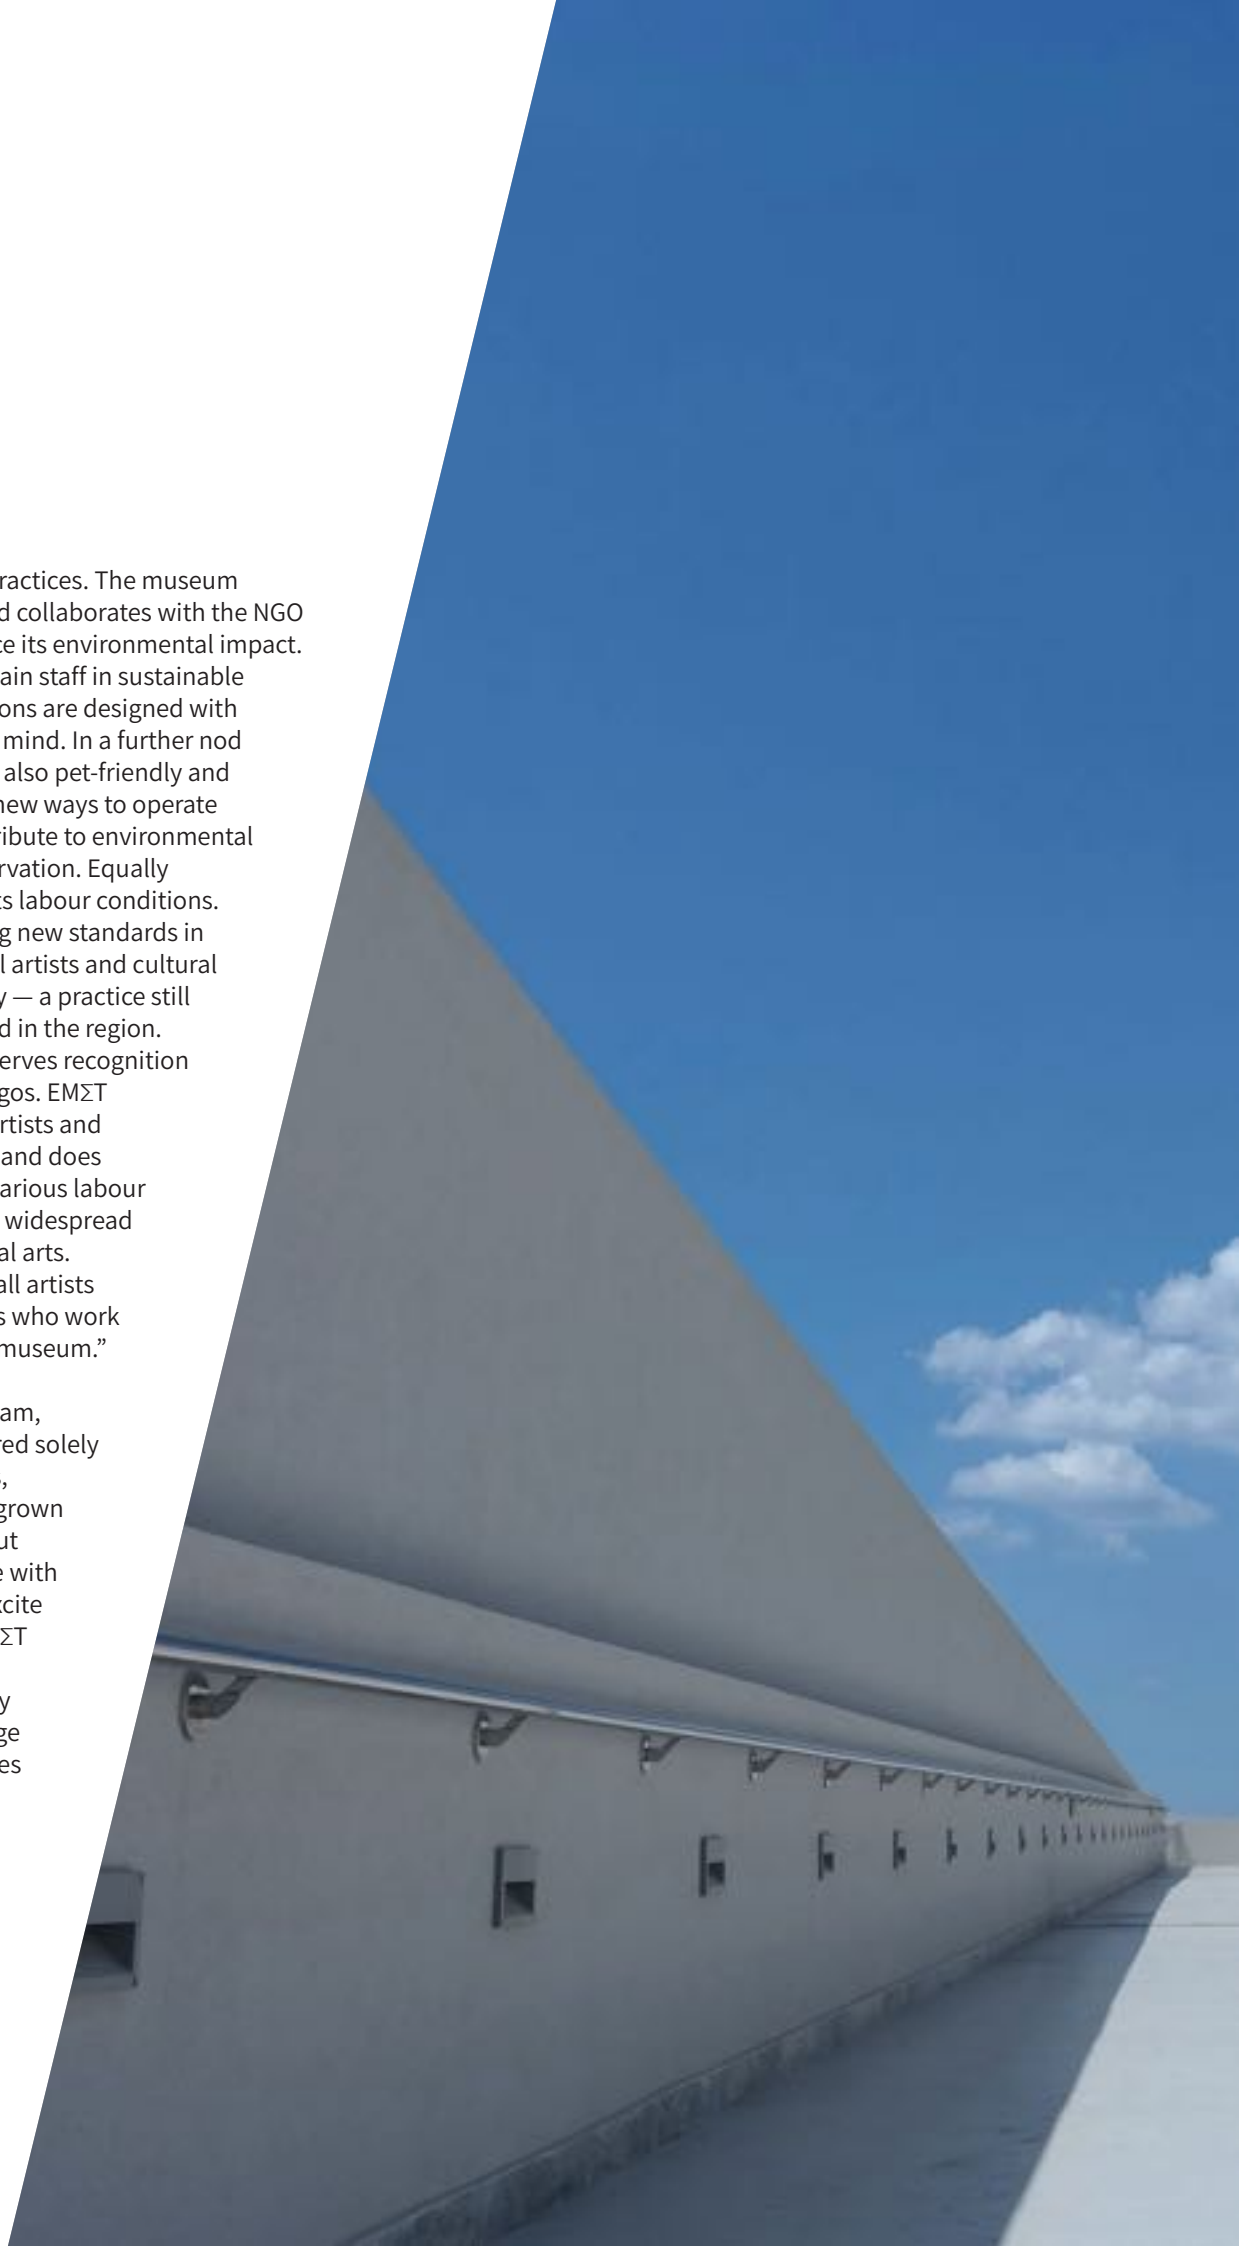 ractices. The museum
d collaborates with the NGO
ce its environmental impact.
ain staff in sustainable
ons are designed with
mind. In a further nod
also pet-friendly and
new ways to operate
ribute to environmental
rvation. Equally
ts labour conditions.
g new standards in
l artists and cultural
y — a practice still
d in the region.
erves recognition
gos. EMΣT
rtists and
and does
arious labour
widespread
al arts.
all artists
s who work
museum.”
am,
red solely
s,
grown
ut
e with
xcite
ΣT
y
ge
es